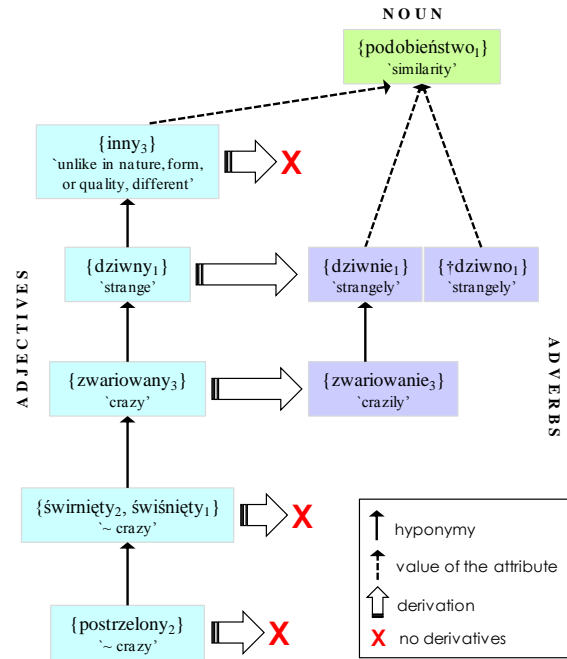 NOUN
{podobieństwo₁}
`similarity’
{inny₃}
`unlike in nature, form,
or quality, different’
X
{dziwny₁}
`strange’
{dziwnie₁}
`strangely’
{†dziwno₁}
`strangely’
ADJECTIVES
ADVERBS
{zwariowany₃}
`crazy’
{zwariowanie₃}
`crazily’
{świrnięty₂, świśnięty₁}
`~ crazy’
X
{postrzelony₂}
`~ crazy’
X
hyponymy
value of the attribute
derivation
X no derivatives